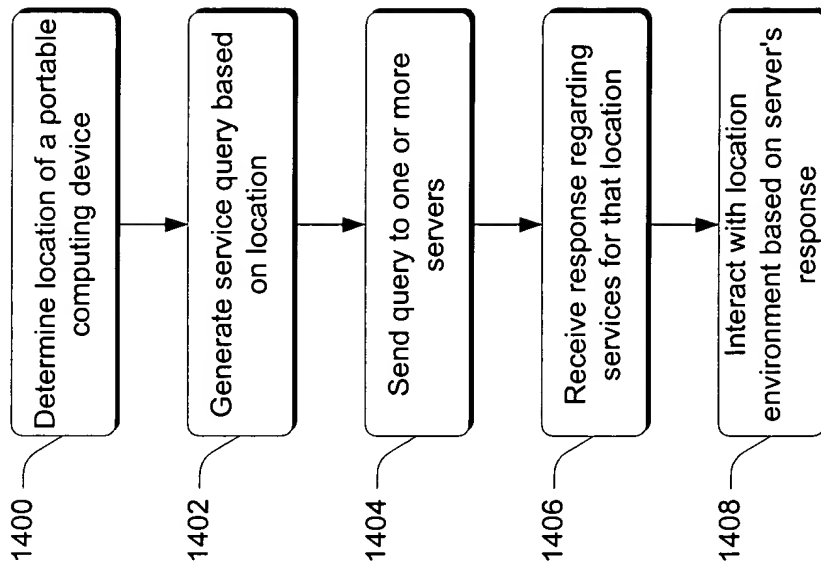 1400
Determine location of a portable
computing device
1402
Generate service query based
on location
1404
Send query to one or more
servers
1406
Receive response regarding
services for that location
1408
Interact with location
environment based on server's
response